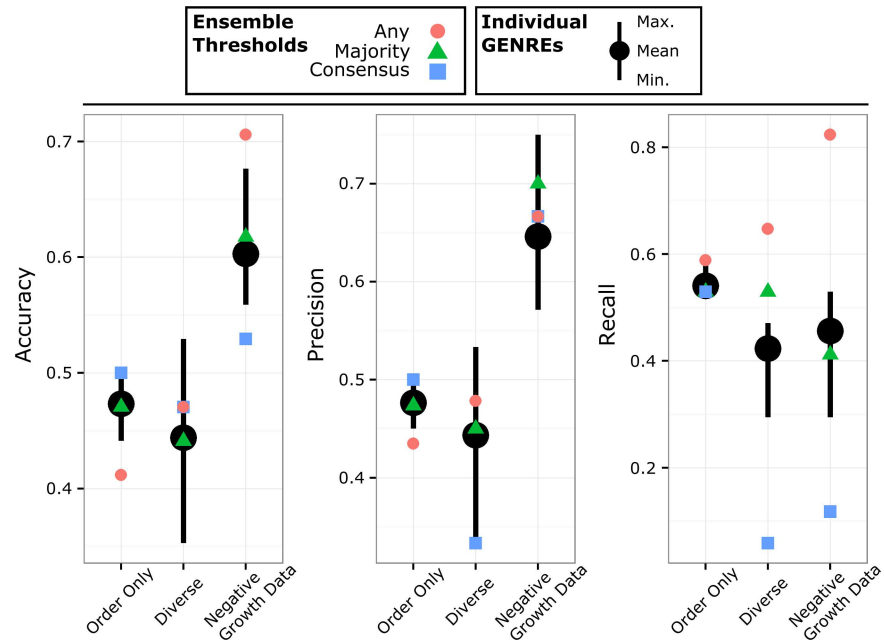 Ensemble
Thresholds
Any
Majority
Consensus
Individual
GENREs
Max.
Mean
Min.
Accuracy
0.7
0.6
0.5
0.4
Order Only
Diverse
Negative
Growth Data
Precision
0.7
0.6
0.5
0.4
Order Only
Diverse
Negative
Growth Data
Recall
0.8
0.6
0.4
0.2
Order Only
Diverse
Negative
Growth Data